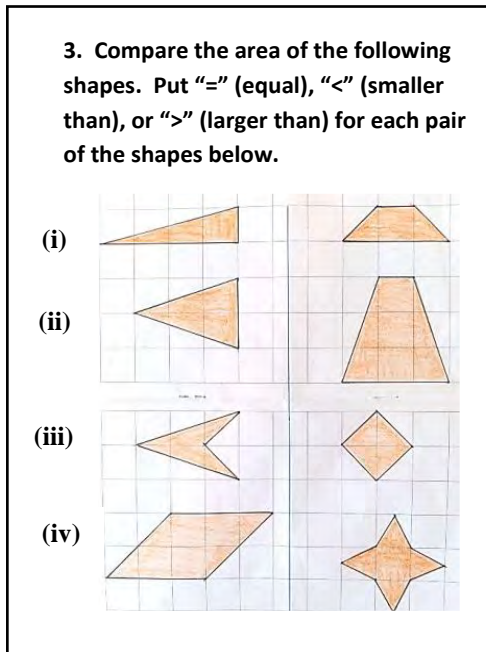 3. Compare the area of the following
shapes. Put “=” (equal), “<” (smaller
than), or “>” (larger than) for each pair
of the shapes below.
(i)
(ii)
(iii)
(iv)